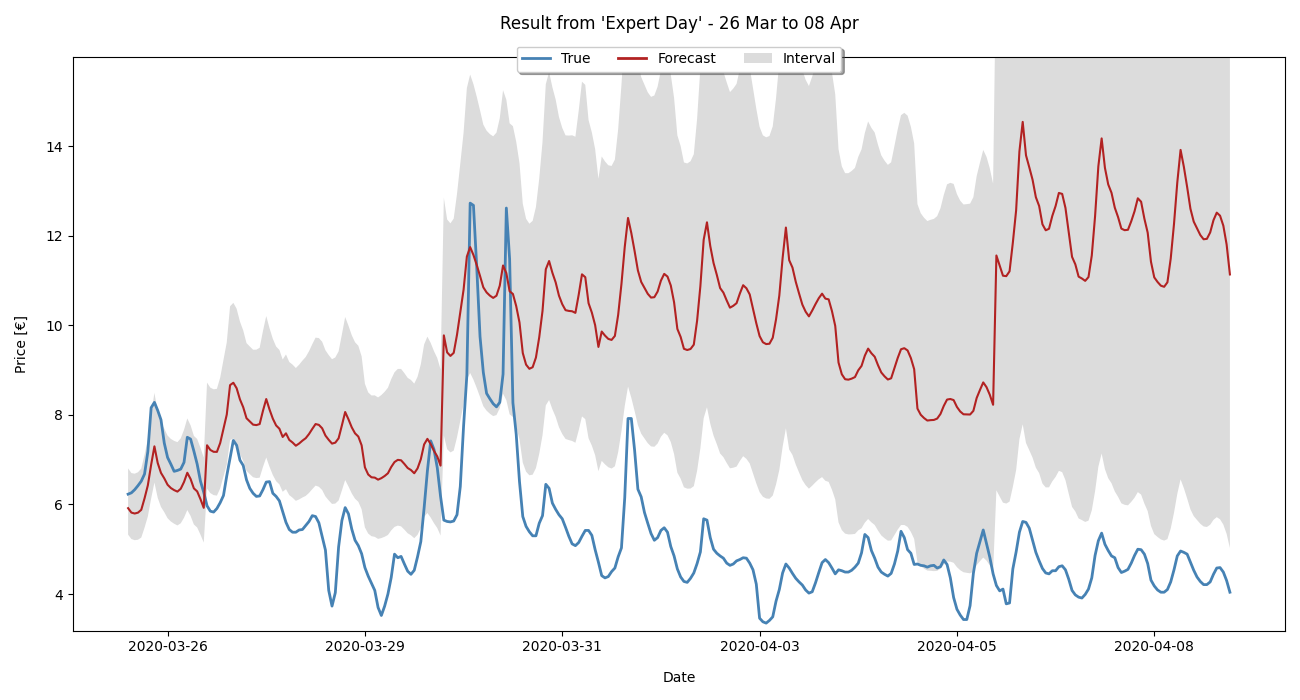 Result from 'Expert Day' - 26 Mar to 08 Apr
True Forecast Interval
14
12
10
8
6
4
Price [€]
2020-03-26 2020-03-29 2020-03-31 2020-04-03 2020-04-05 2020-04-08
Date